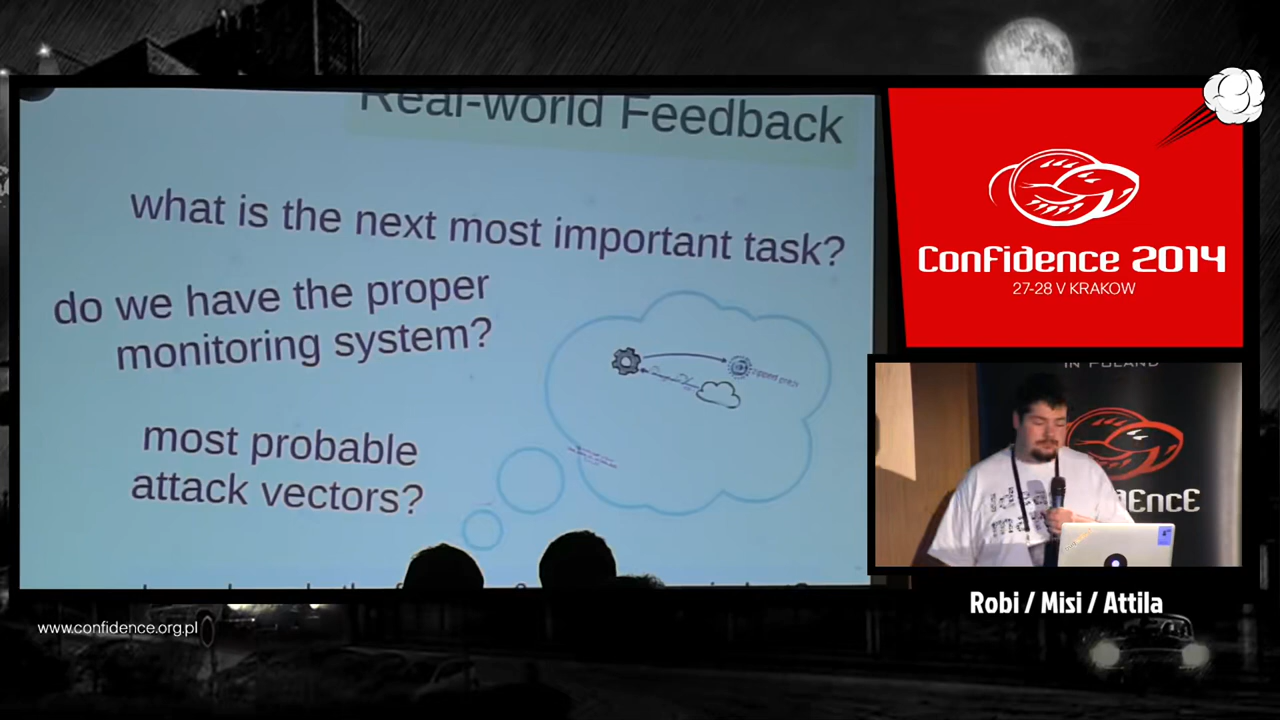 Real-world Feedback
what is the next most important task?
do we have the proper
monitoring system?
most probable
attack vectors?
ConFidence 2014
27-28 V KRAKOW
IN POLAND
Robi / Misi / Attila
www.confidence.org.pl